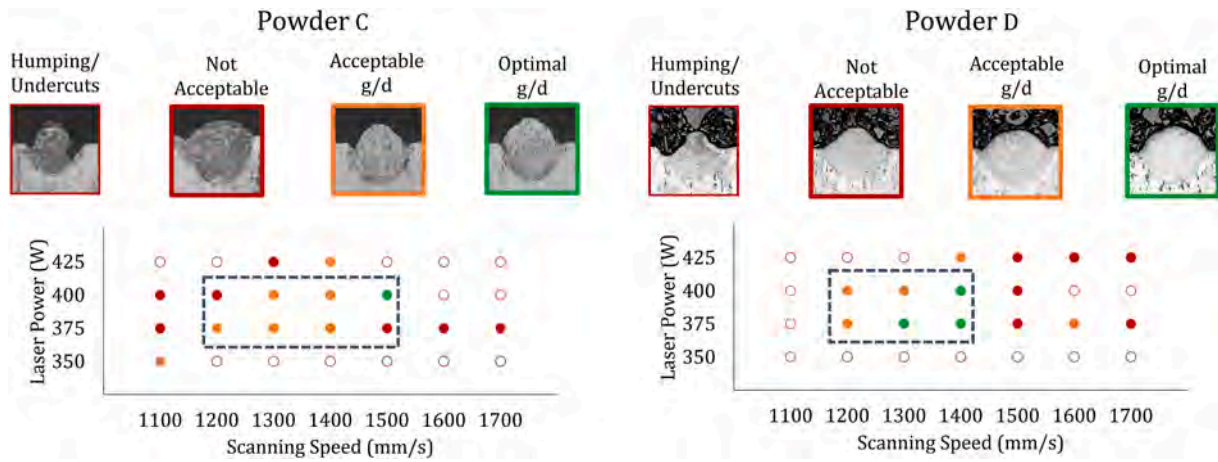 Powder C
Humping/
Undercuts
Not
Acceptable
Acceptable
g/d
Optimal
g/d
Laser Power (W)
425
400
375
350
1100 1200 1300 1400 1500 1600 1700
Scanning Speed (mm/s)
Powder D
Humping/
Undercuts
Not
Acceptable
Acceptable
g/d
Optimal
g/d
Laser Power (W)
425
400
375
350
1100 1200 1300 1400 1500 1600 1700
Scanning Speed (mm/s)